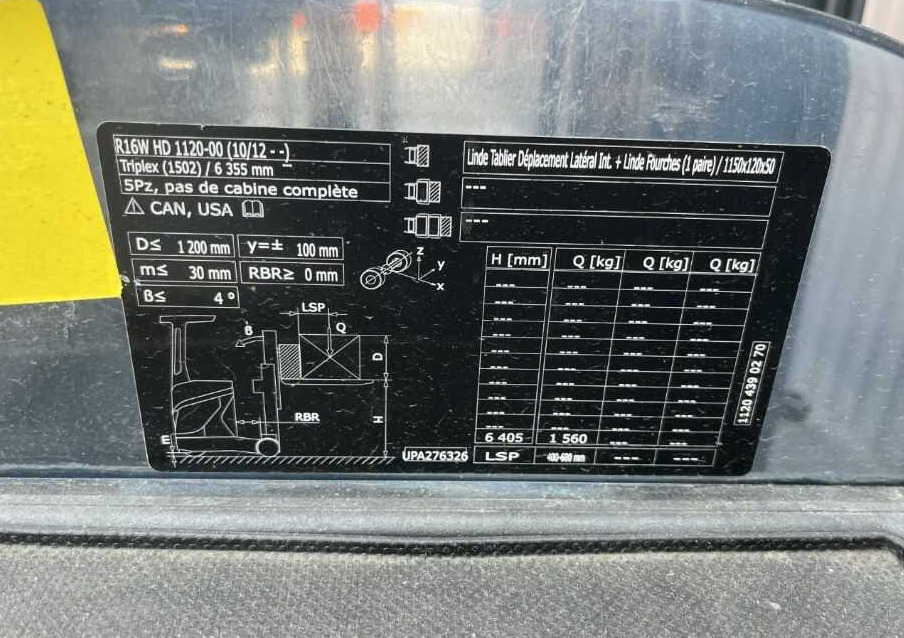 R16W HD 1120-00 (10/12 - -)
Triplex (1502) / 6 355 mm
5Pz, pas de cabine complète
CAN, USA
Linde Tablier Déplacement Latéral Int. + Linde Fourches (1 paire) / 1150x120x50
---
---
D≤ 1 200 mm y=± 100 mm
m≤ 30 mm RBR≥ 0 mm
ß≤ 4 °
z
y
x
LSP
ß Q
D
RBR
H
E
UPA276326
H [mm] Q [kg] Q [kg] Q [kg]
--- --- --- ---
--- --- --- ---
--- --- --- ---
--- --- --- ---
--- --- --- ---
--- --- --- ---
--- --- --- ---
--- --- --- ---
--- --- --- ---
--- --- --- ---
6 405 1 560 --- ---
LSP 400-600 mm --- ---
1120 439 02 70